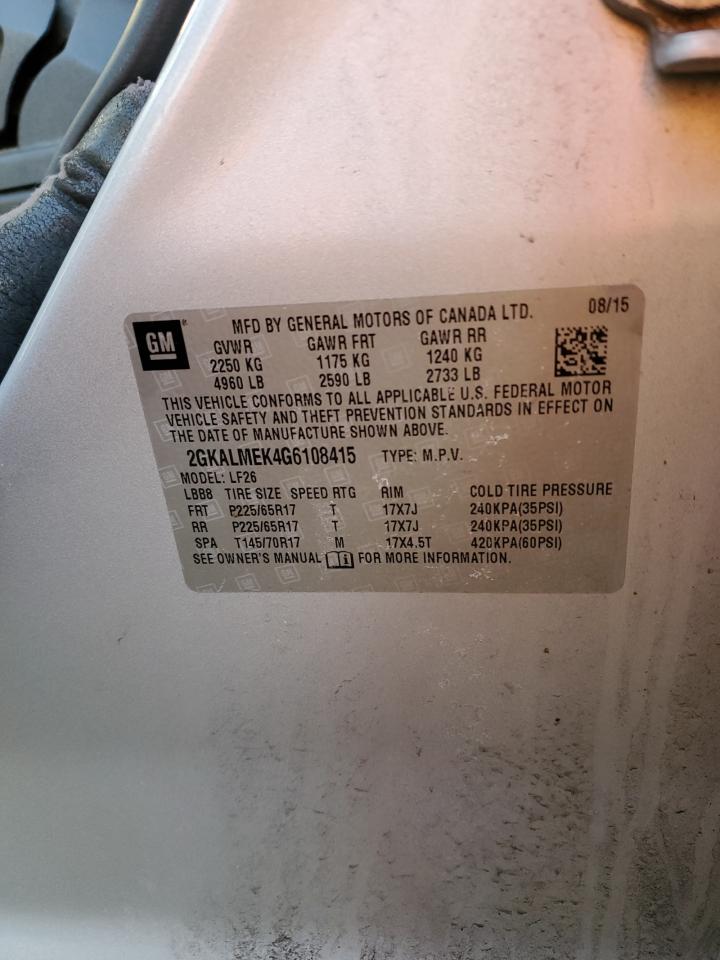 GM®
MFD BY GENERAL MOTORS OF CANADA LTD. 08/15
GVWR GAWR FRT GAWR RR
2250 KG 1175 KG 1240 KG
4960 LB 2590 LB 2733 LB
THIS VEHICLE CONFORMS TO ALL APPLICABLE U.S. FEDERAL MOTOR
VEHICLE SAFETY AND THEFT PREVENTION STANDARDS IN EFFECT ON
THE DATE OF MANUFACTURE SHOWN ABOVE.
2GKALMEK4G6108415 TYPE: M.P.V.
MODEL: LF26
LBB8 TIRE SIZE SPEED RTG RIM COLD TIRE PRESSURE
FRT P225/65R17 T 17X7J 240KPA(35PSI)
RR P225/65R17 T 17X7J 240KPA(35PSI)
SPA T145/70R17 M 17X4.5T 420KPA(60PSI)
SEE OWNER'S MANUAL FOR MORE INFORMATION.